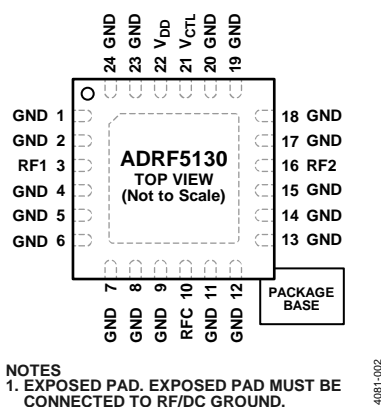 24 GND
23 GND
22 VDD
21 VCTL
20 GND
19 GND
GND 1
GND 2
RF1 3
GND 4
GND 5
GND 6
ADRF5130
TOP VIEW
(Not to Scale)
18 GND
17 GND
16 RF2
15 GND
14 GND
13 GND
GND 7
GND 8
GND 9
RFC 10
GND 11
GND 12
PACKAGE
BASE
NOTES
1. EXPOSED PAD. EXPOSED PAD MUST BE
CONNECTED TO RF/DC GROUND.
4081-002